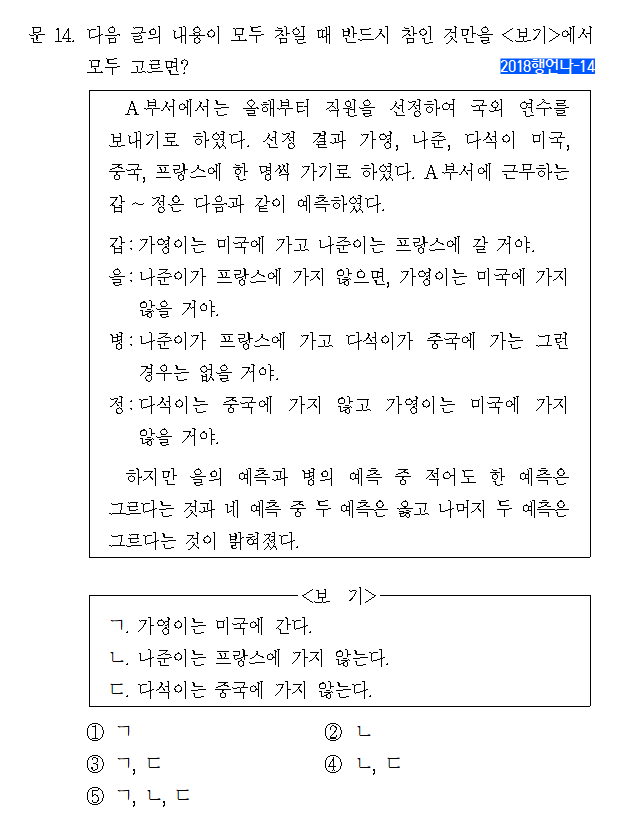 문 14. 다음 글의 내용이 모두 참일 때 반드시 참인 것만을 <보기>에서
모두 고르면?
2018행언나-14
A부서에서는 올해부터 직원을 선정하여 국외 연수를
보내기로 하였다. 선정 결과 가영, 나준, 다석이 미국,
중국, 프랑스에 한 명씩 가기로 하였다. A부서에 근무하는
갑 ~ 정은 다음과 같이 예측하였다.
갑 : 가영이는 미국에 가고 나준이는 프랑스에 갈 거야.
을 : 나준이가 프랑스에 가지 않으면, 가영이는 미국에 가지
않을 거야.
병 : 나준이가 프랑스에 가고 다석이가 중국에 가는 그런
경우는 없을 거야.
정 : 다석이는 중국에 가지 않고 가영이는 미국에 가지
않을 거야.
하지만 을의 예측과 병의 예측 중 적어도 한 예측은
그르다는 것과 네 예측 중 두 예측은 옳고 나머지 두 예측은
그르다는 것이 밝혀졌다.
<보 기>
ㄱ. 가영이는 미국에 간다.
ㄴ. 나준이는 프랑스에 가지 않는다.
ㄷ. 다석이는 중국에 가지 않는다.
① ㄱ ② ㄴ
③ ㄱ, ㄷ ④ ㄴ, ㄷ
⑤ ㄱ, ㄴ, ㄷ